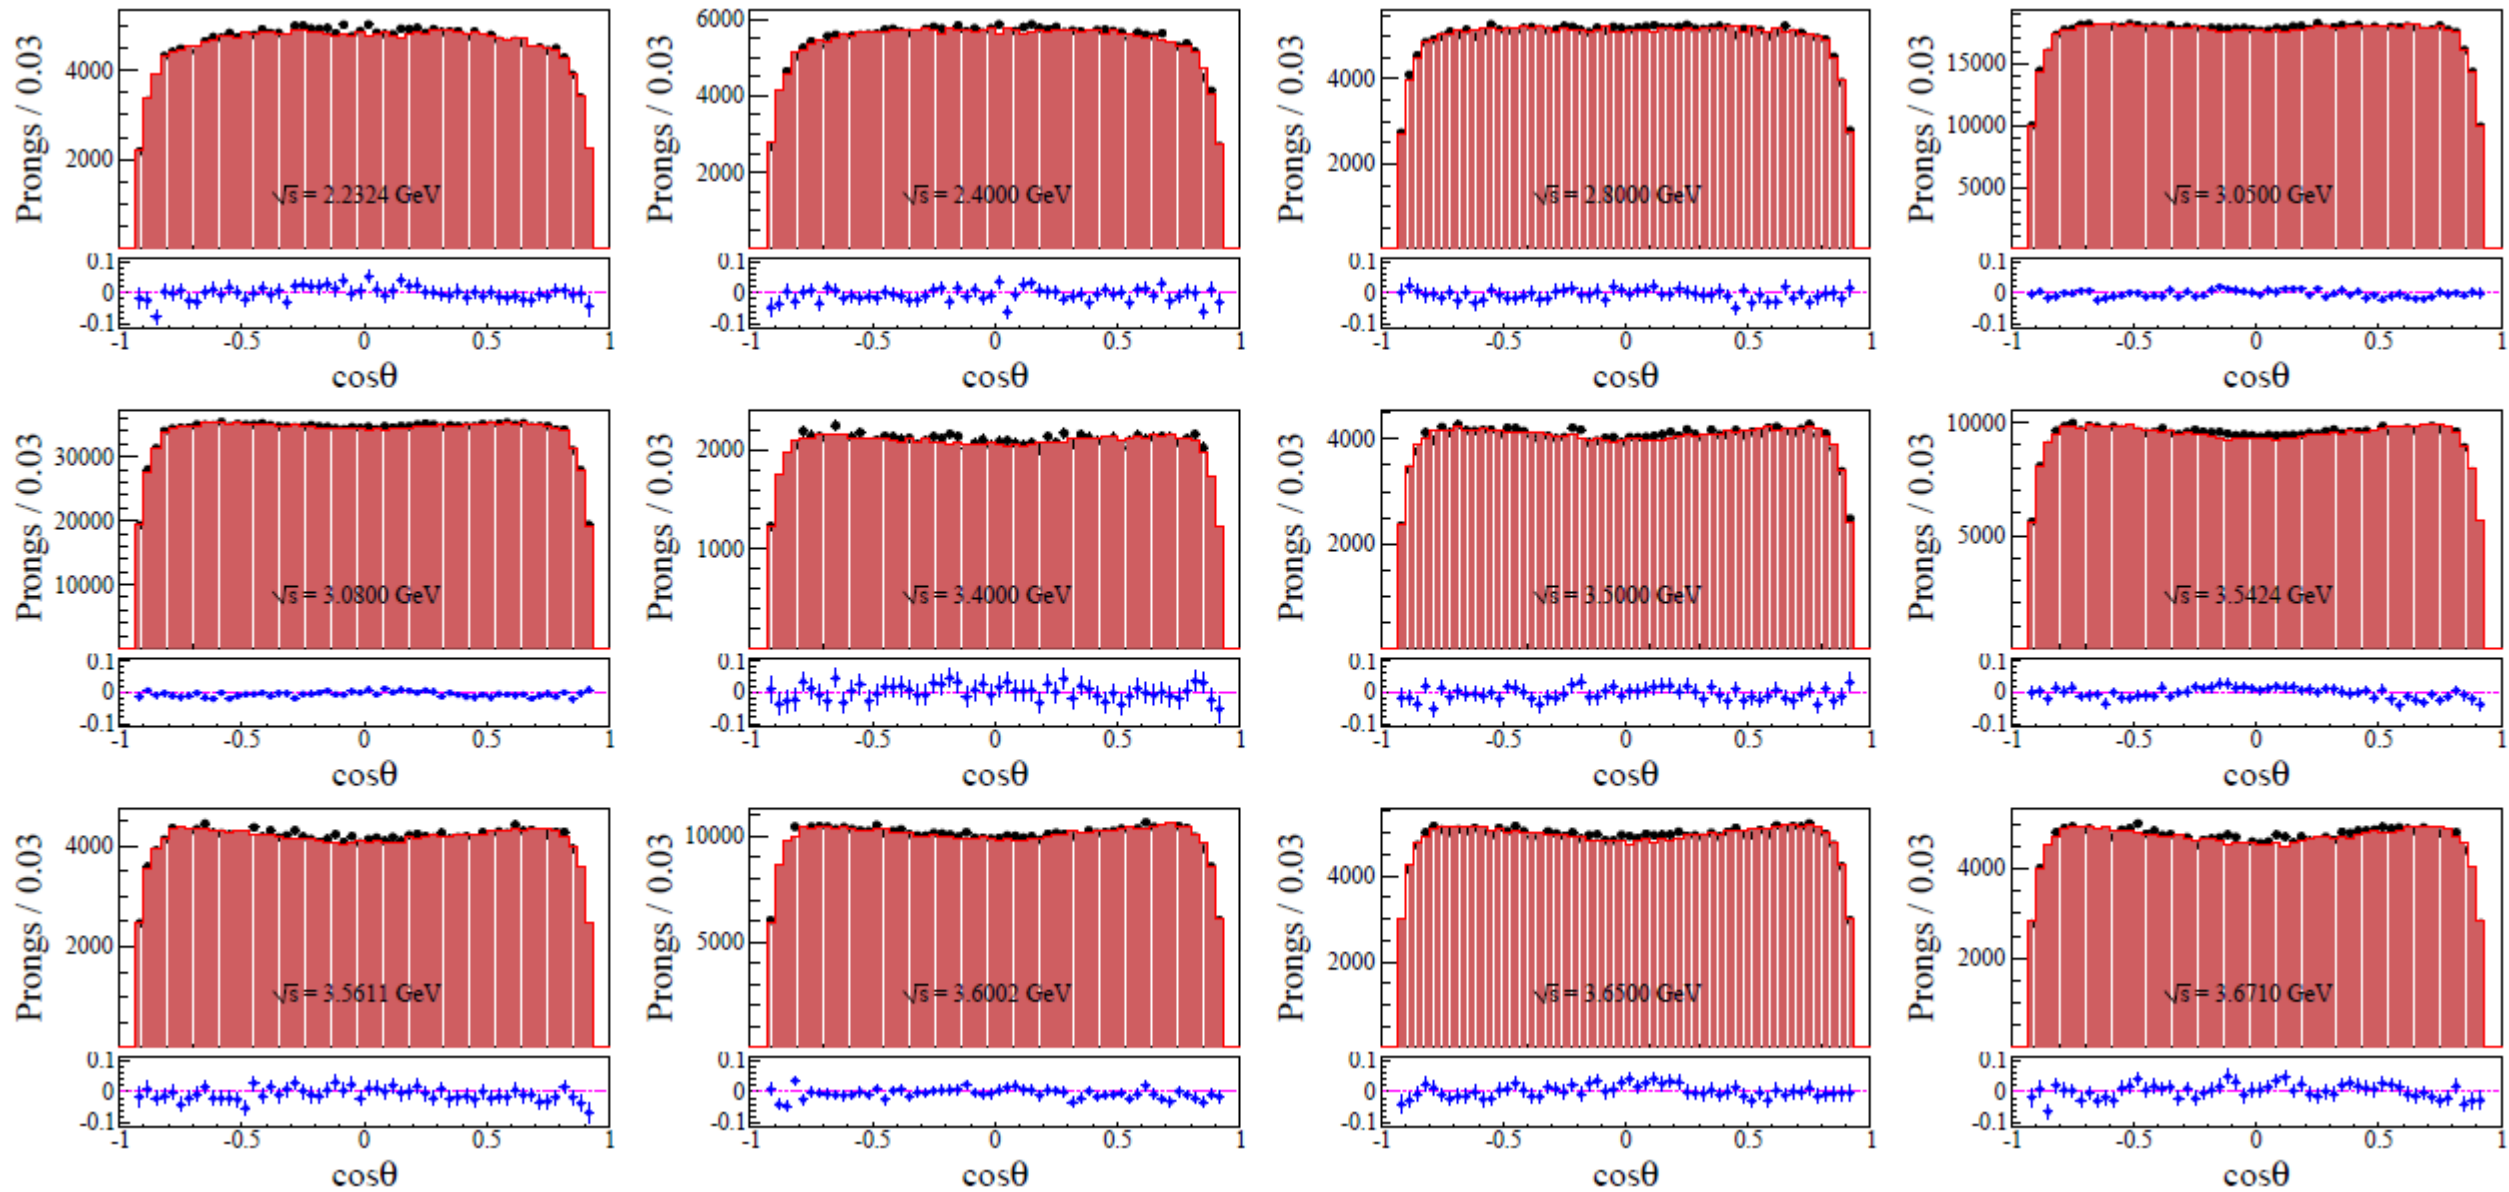 Prongs / 0.03
4000
2000
√s = 2.2324 GeV
0.1
0
-0.1
-1 -0.5 0 0.5 1
cosθ
Prongs / 0.03
6000
4000
2000
√s = 2.4000 GeV
0.1
0
-0.1
-1 -0.5 0 0.5 1
cosθ
Prongs / 0.03
4000
2000
√s = 2.8000 GeV
0.1
0
-0.1
-1 -0.5 0 0.5 1
cosθ
Prongs / 0.03
15000
10000
5000
√s = 3.0500 GeV
0.1
0
-0.1
-1 -0.5 0 0.5 1
cosθ
Prongs / 0.03
30000
20000
10000
√s = 3.0800 GeV
0.1
0
-0.1
-1 -0.5 0 0.5 1
cosθ
Prongs / 0.03
2000
1000
√s = 3.4000 GeV
0.1
0
-0.1
-1 -0.5 0 0.5 1
cosθ
Prongs / 0.03
4000
2000
√s = 3.5000 GeV
0.1
0
-0.1
-1 -0.5 0 0.5 1
cosθ
Prongs / 0.03
10000
5000
√s = 3.5424 GeV
0.1
0
-0.1
-1 -0.5 0 0.5 1
cosθ
Prongs / 0.03
4000
2000
√s = 3.5611 GeV
0.1
0
-0.1
-1 -0.5 0 0.5 1
cosθ
Prongs / 0.03
10000
5000
√s = 3.6002 GeV
0.1
0
-0.1
-1 -0.5 0 0.5 1
cosθ
Prongs / 0.03
4000
2000
√s = 3.6500 GeV
0.1
0
-0.1
-1 -0.5 0 0.5 1
cosθ
Prongs / 0.03
4000
2000
√s = 3.6710 GeV
0.1
0
-0.1
-1 -0.5 0 0.5 1
cosθ